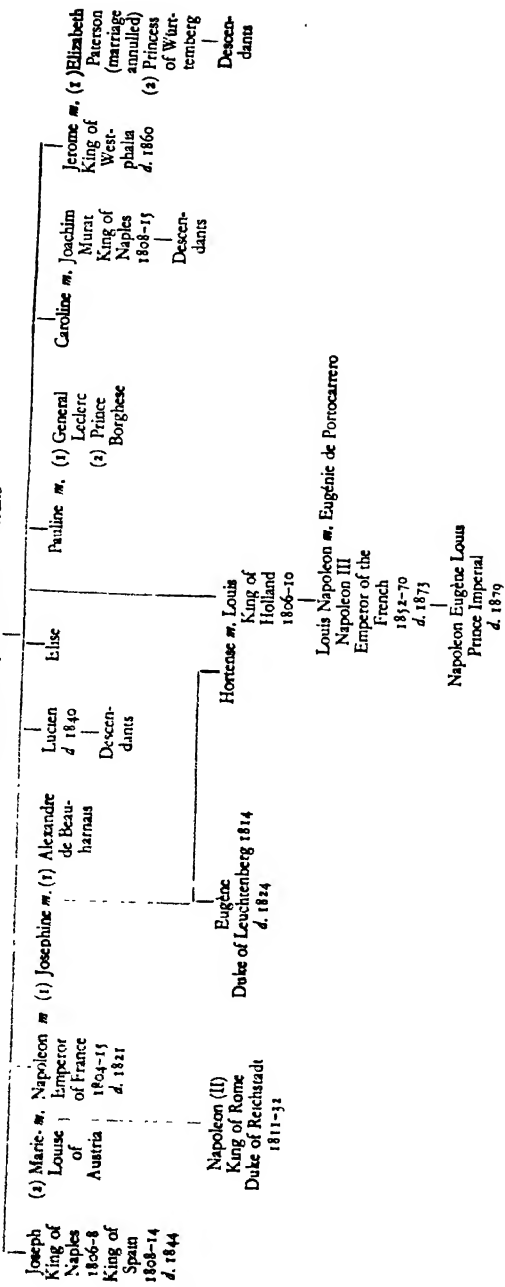 Joseph
King of
Naples
1806-8
King of
Spain
1808-14
d. 1844
(2) Marie- m.
Louise
of
Austria
Napoleon m
Emperor
of France
1804-15
d. 1821
(1) Josephine m. (1) Alexandre
de Beau-
harnais
Lucien
d 1840
Descen-
dants
Elise
Pauline m. (1) General
Leclerc
(2) Prince
Borghese
Caroline m. Joachim
Murat
King of
Naples
1808-15
Descen-
dants
Jerome m. (1) Elizabeth
King of
West-
phalia
d. 1860
Paterson
(marriage
annulled)
(2) Princess
of Wurt-
temberg
Descen-
dants
Napoleon (II)
King of Rome
Duke of Reichstadt
1811-32
Eugène
Duke of Leuchtenberg 1814
d. 1824
Hortense m. Louis
King of
Holland
1806-10
Louis Napoleon m. Eugénie de Portocarrero
Napoleon III
Emperor of the
French
1852-70
d. 1873
Napoleon Eugène Louis
Prince Imperial
d. 1879